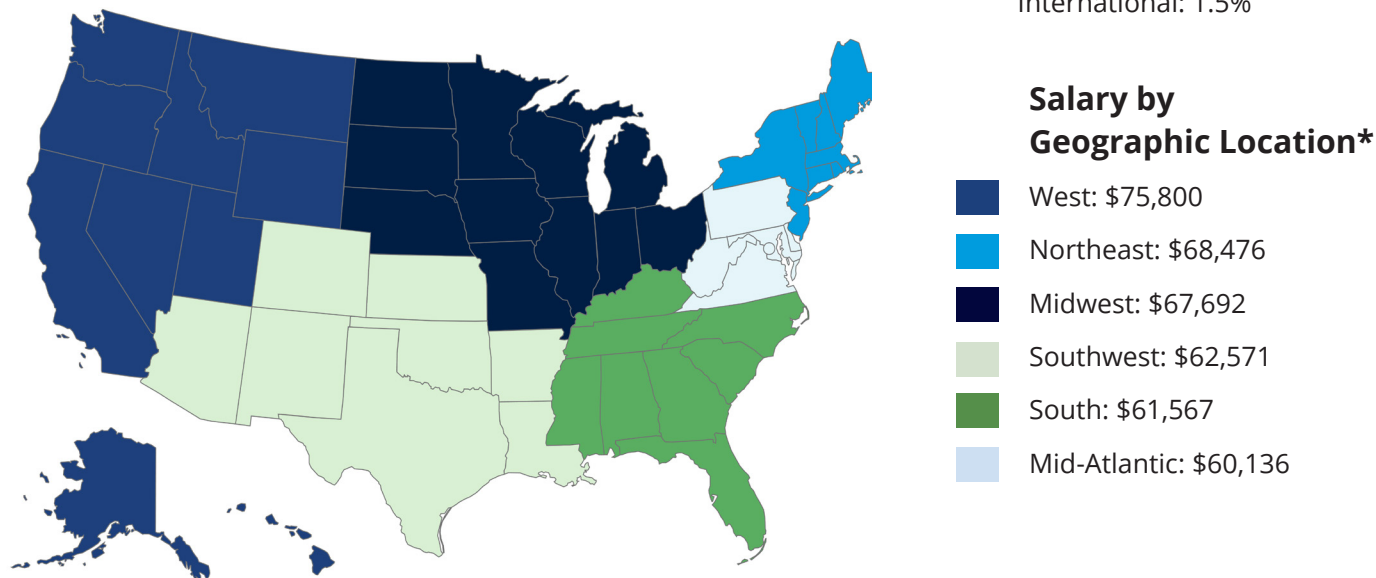 International: 1.5%
Salary by
Geographic Location*
West: $75,800
Northeast: $68,476
Midwest: $67,692
Southwest: $62,571
South: $61,567
Mid-Atlantic: $60,136